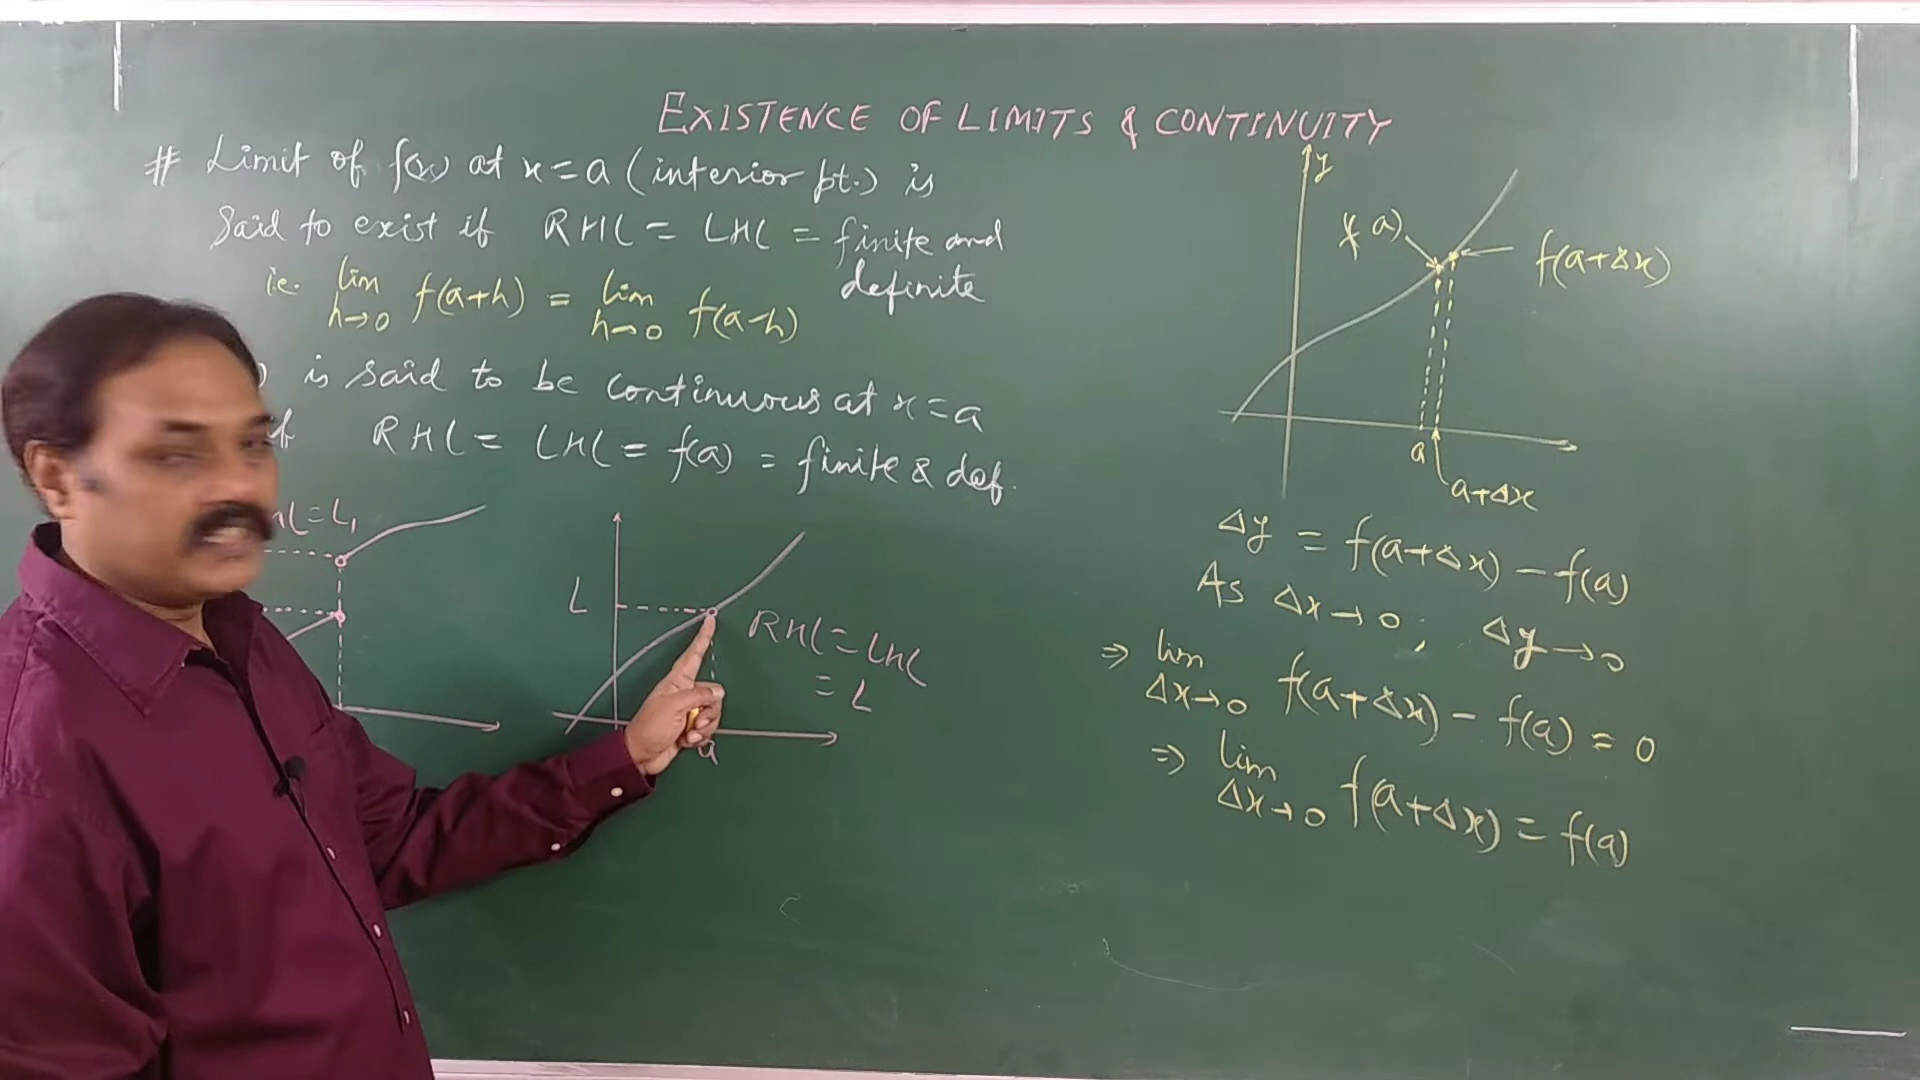 EXISTENCE OF LIMITS & CONTINUITY
# Limit of f(x) at x = a (interior pt.) is
Said to exist if RHL = LHL = finite and
definite
i.e. lim h→0 f(a+h) = lim h→0 f(a-h)
) is said to be continuous at x = a
if RHL = LHL = f(a) = finite & def.
HL = L₁
L
RHL = LHL
= L
a
y
f a)
f(a+Δx)
a
a+Δx
Δy = f(a+Δx) - f(a)
As Δx→0; Δy→0
⇒ lim Δx→0 f(a+Δx) - f(a) = 0
⇒ lim Δx→0 f(a+Δx) = f(a)